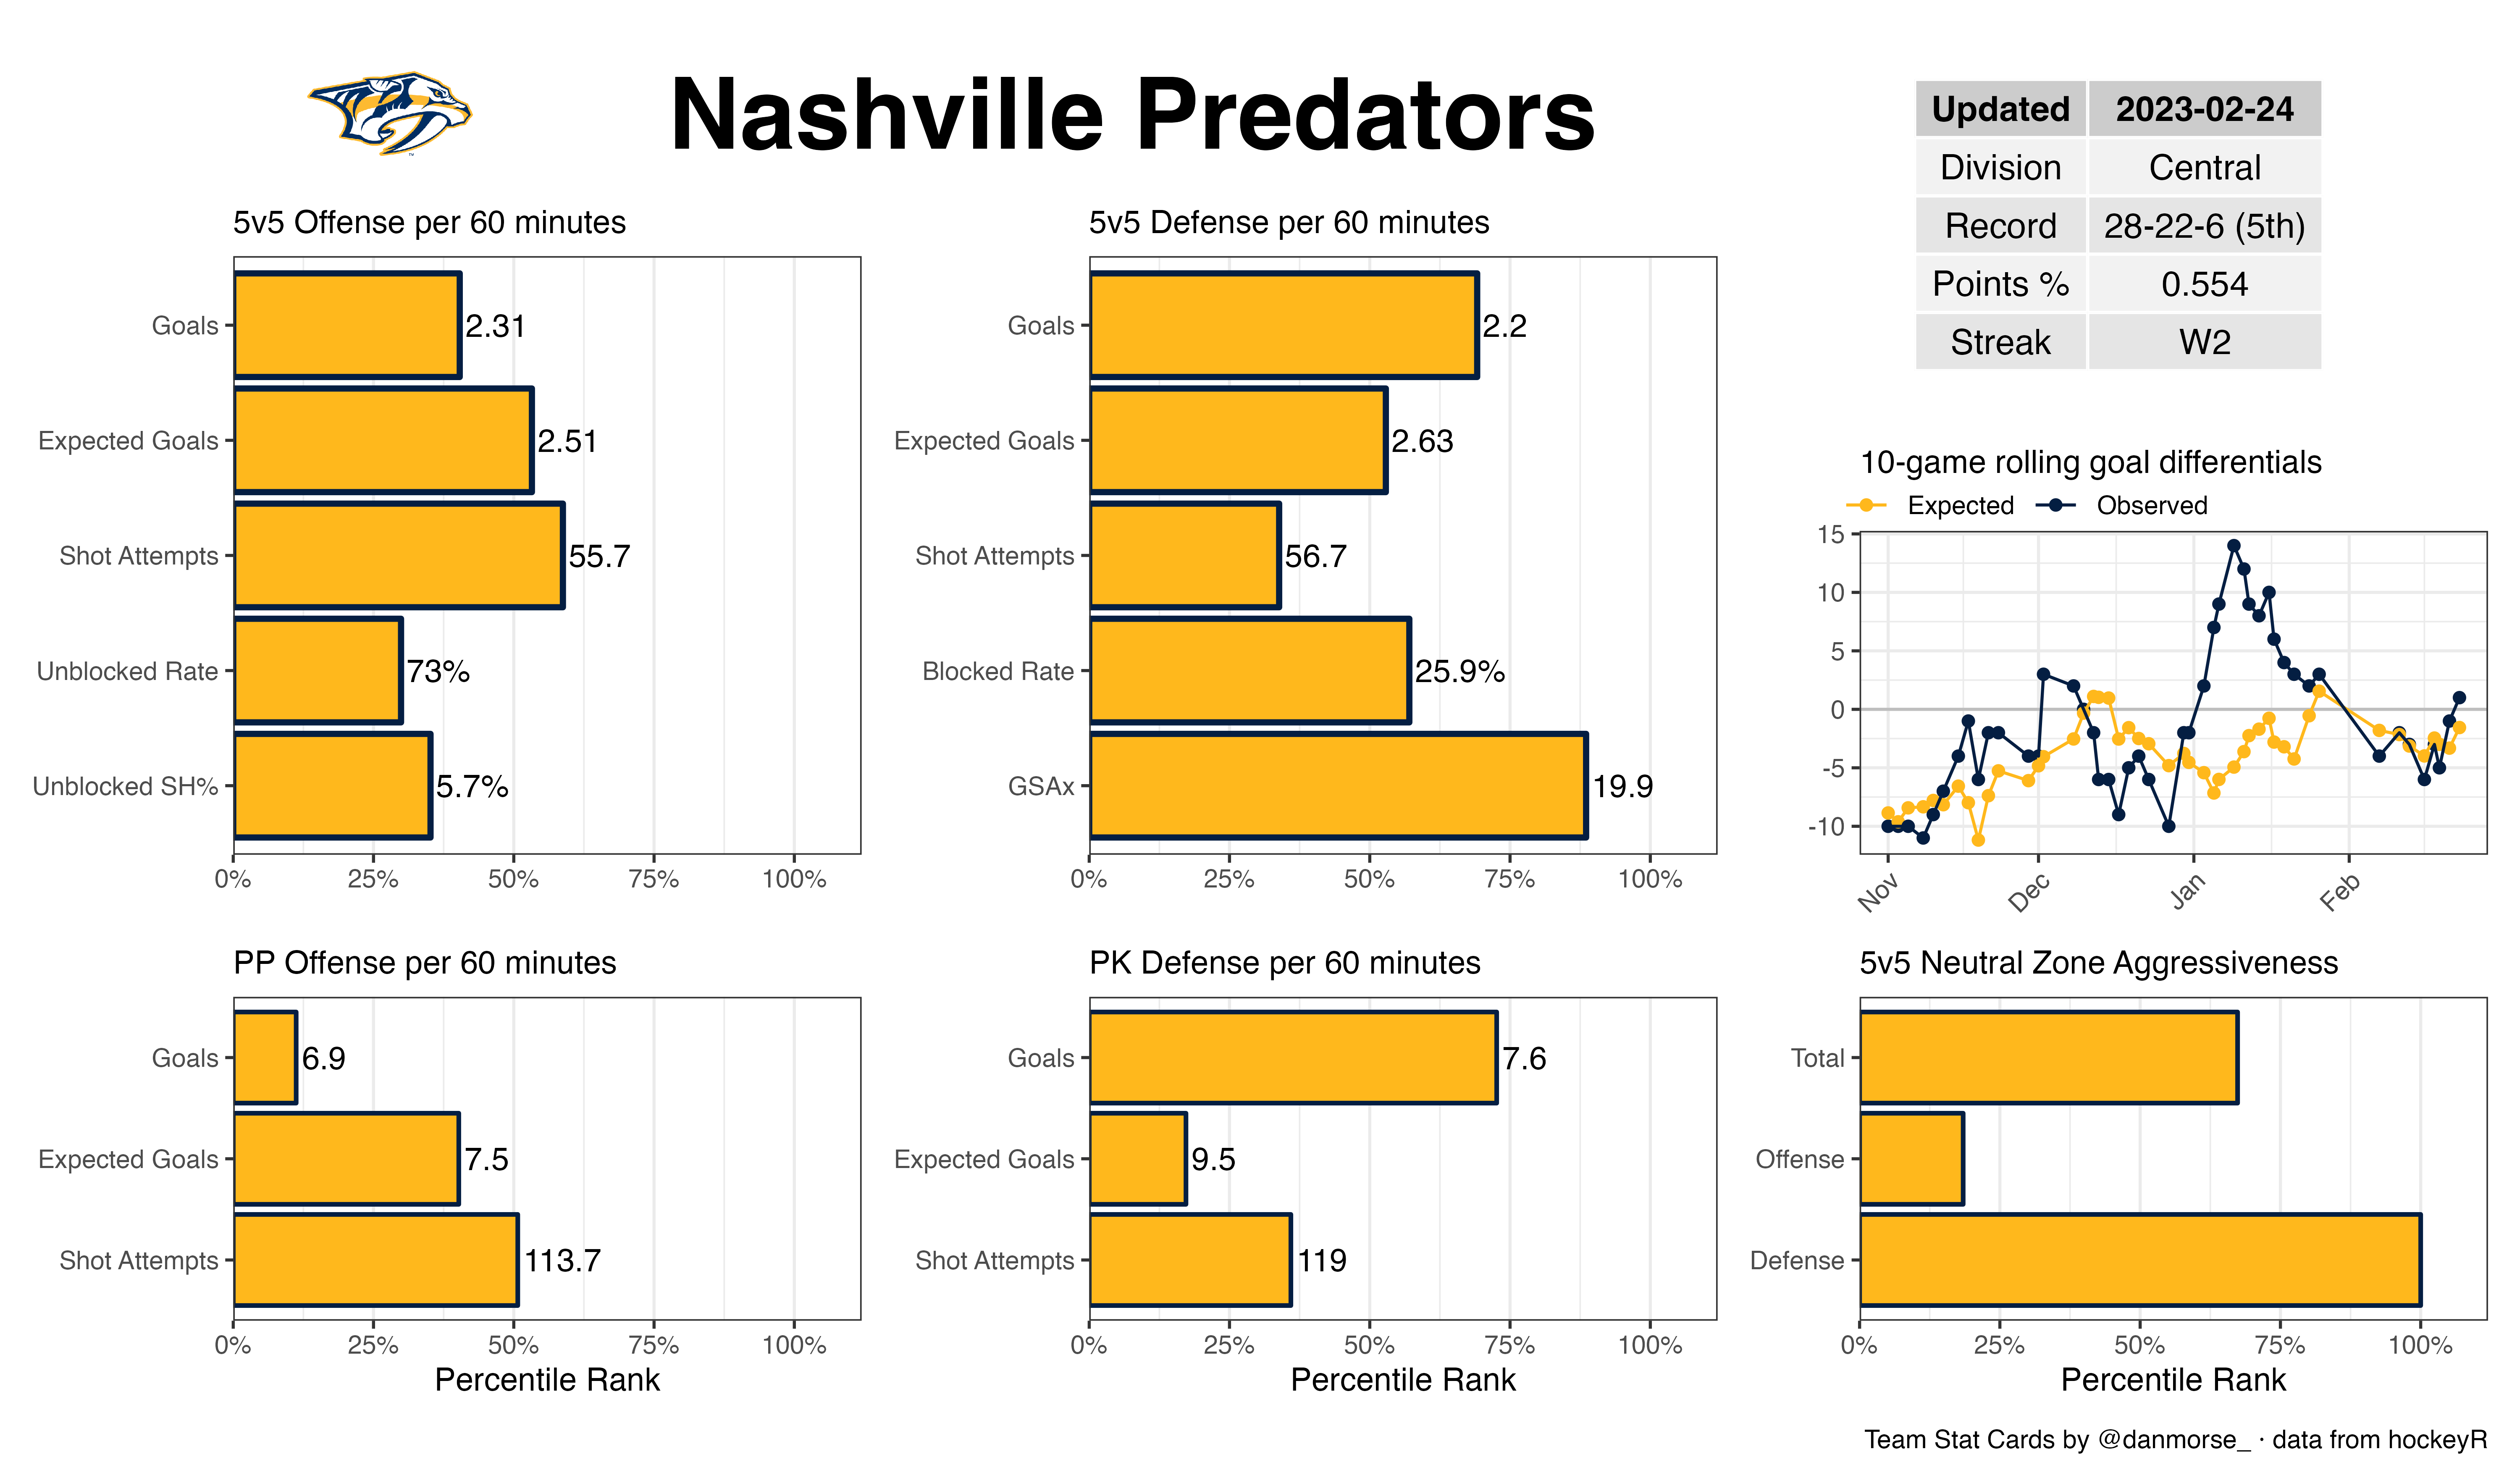 Nashville Predators
Updated 2023-02-24
Division Central
Record 28-22-6 (5th)
Points % 0.554
Streak W2
5v5 Offense per 60 minutes
Goals 2.31
Expected Goals 2.51
Shot Attempts 55.7
Unblocked Rate 73%
Unblocked SH% 5.7%
0% 25% 50% 75% 100%
5v5 Defense per 60 minutes
Goals 2.2
Expected Goals 2.63
Shot Attempts 56.7
Blocked Rate 25.9%
GSAx 19.9
0% 25% 50% 75% 100%
10-game rolling goal differentials
Expected Observed
15
10
5
0
-5
-10
Nov Dec Jan Feb
PP Offense per 60 minutes
Goals 6.9
Expected Goals 7.5
Shot Attempts 113.7
0% 25% 50% 75% 100%
Percentile Rank
PK Defense per 60 minutes
Goals 7.6
Expected Goals 9.5
Shot Attempts 119
0% 25% 50% 75% 100%
Percentile Rank
5v5 Neutral Zone Aggressiveness
Total
Offense
Defense
0% 25% 50% 75% 100%
Percentile Rank
Team Stat Cards by @danmorse_ · data from hockeyR